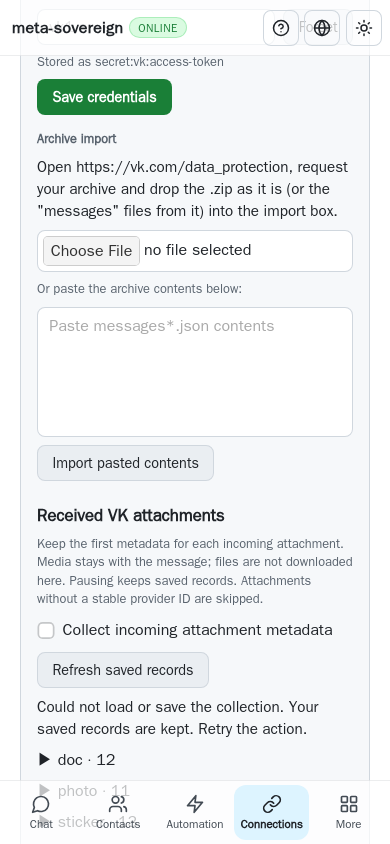 meta-sovereign ONLINE
Stored as secret:vk:access-token
Save credentials
Archive import
Open https://vk.com/data_protection, request
your archive and drop the .zip as it is (or the
"messages" files from it) into the import box.
Choose File no file selected
Or paste the archive contents below:
Paste messages*.json contents
Import pasted contents
Received VK attachments
Keep the first metadata for each incoming attachment.
Media stays with the message; files are not downloaded
here. Pausing keeps saved records. Attachments
without a stable provider ID are skipped.
Collect incoming attachment metadata
Refresh saved records
Could not load or save the collection. Your
saved records are kept. Retry the action.
▶ doc · 12
▶ photo · 11
▶ sticker · 12
Chat Contacts Automation Connections More